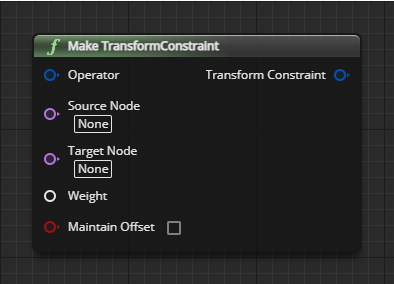 f Make TransformConstraint
Operator Transform Constraint
Source Node
None
Target Node
None
Weight
Maintain Offset